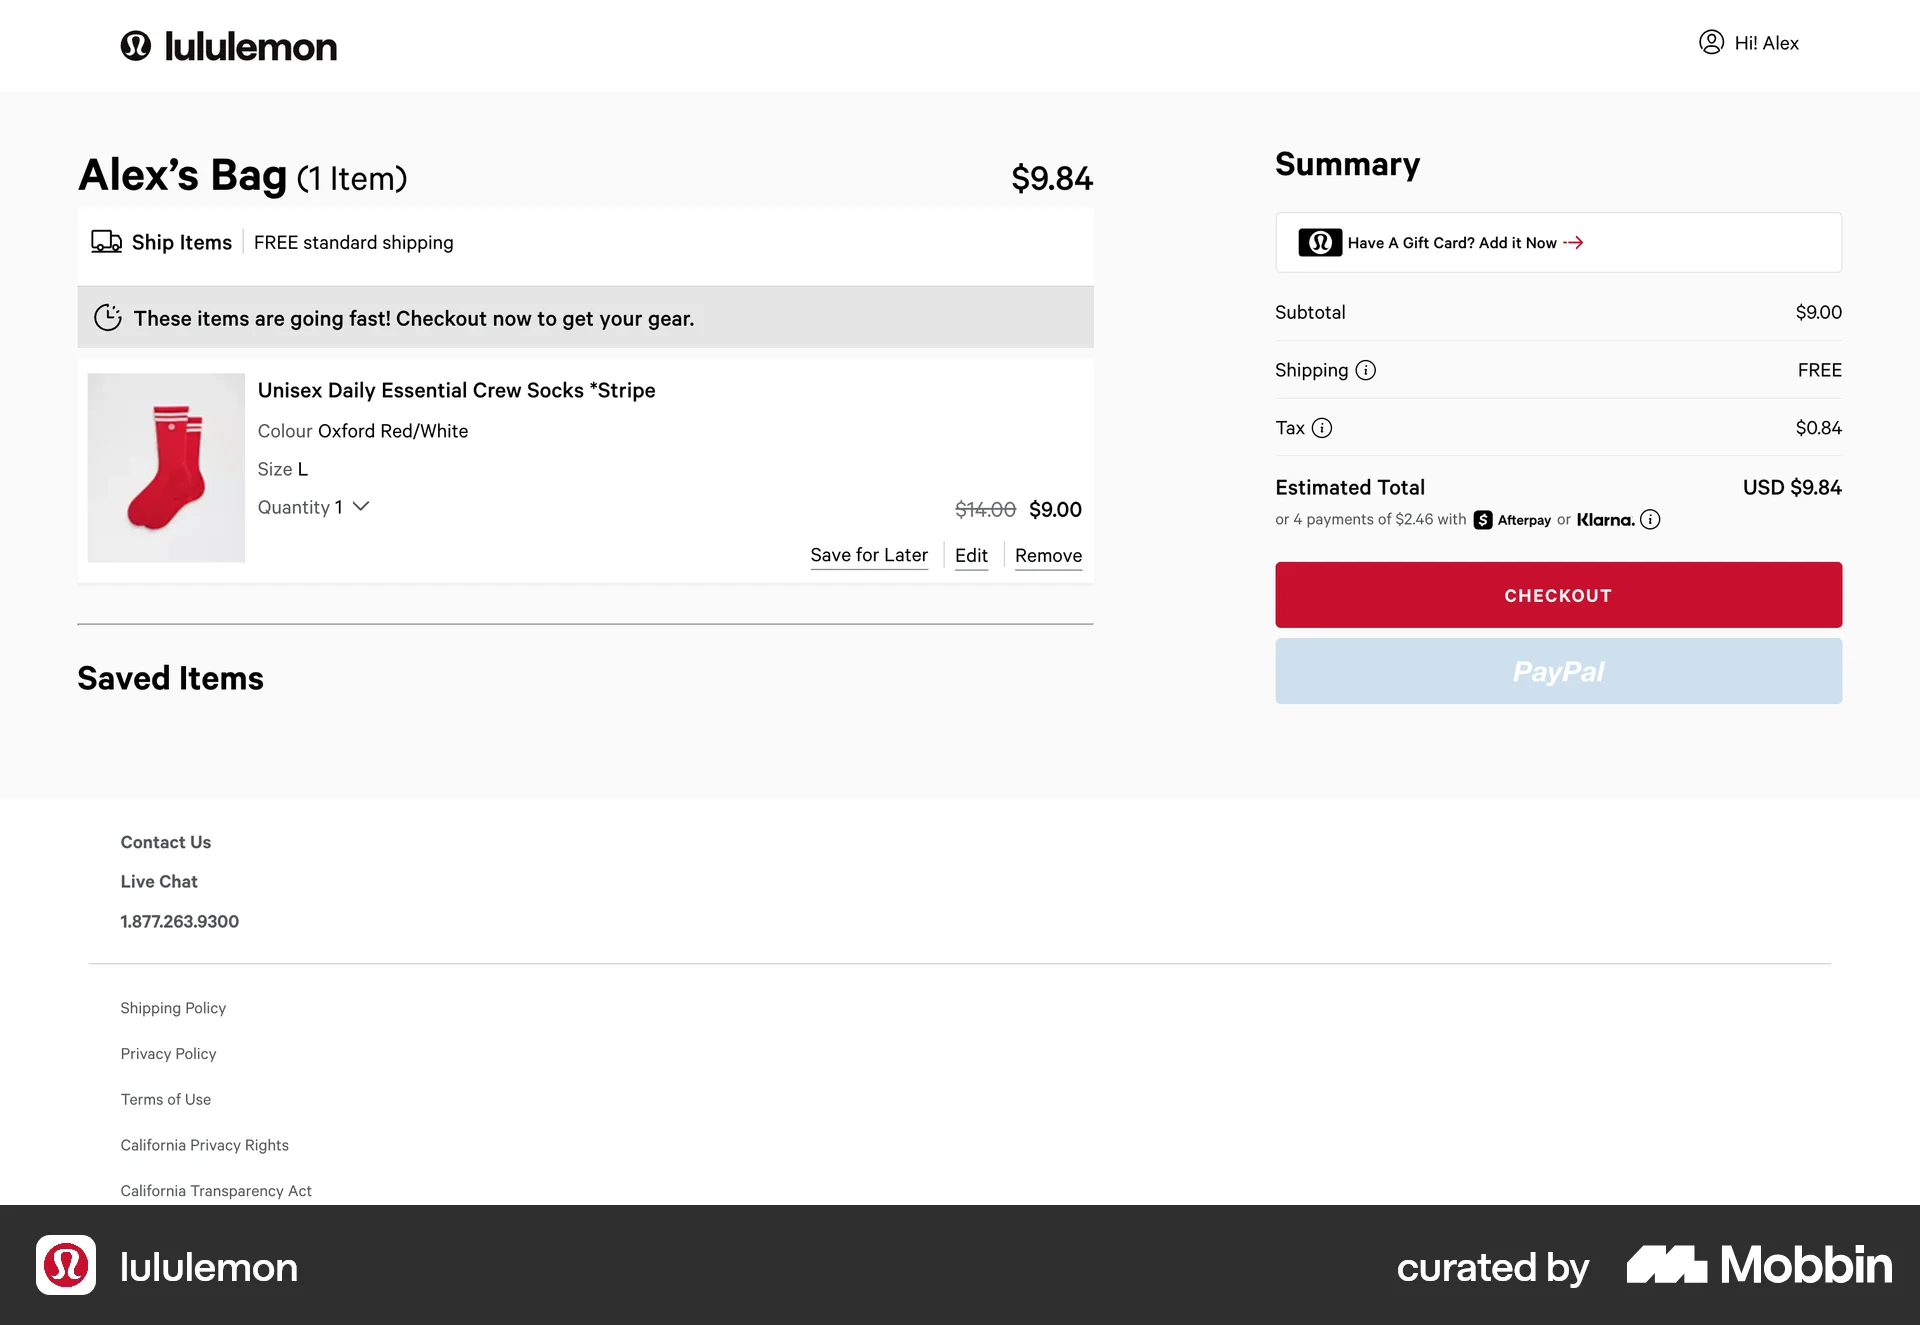 lululemon
Hi! Alex
Alex’s Bag (1 Item)
$9.84
Ship Items
FREE standard shipping
These items are going fast! Checkout now to get your gear.
Unisex Daily Essential Crew Socks *Stripe
Colour Oxford Red/White
Size L
Quantity 1
$14.00 $9.00
Save for Later
Edit
Remove
Saved Items
Summary
Have A Gift Card? Add it Now
Subtotal $9.00
Shipping FREE
Tax $0.84
Estimated Total USD $9.84
or 4 payments of $2.46 with Afterpay or Klarna.
CHECKOUT
PayPal
Contact Us
Live Chat
1.877.263.9300
Shipping Policy
Privacy Policy
Terms of Use
California Privacy Rights
California Transparency Act
lululemon
curated by Mobbin